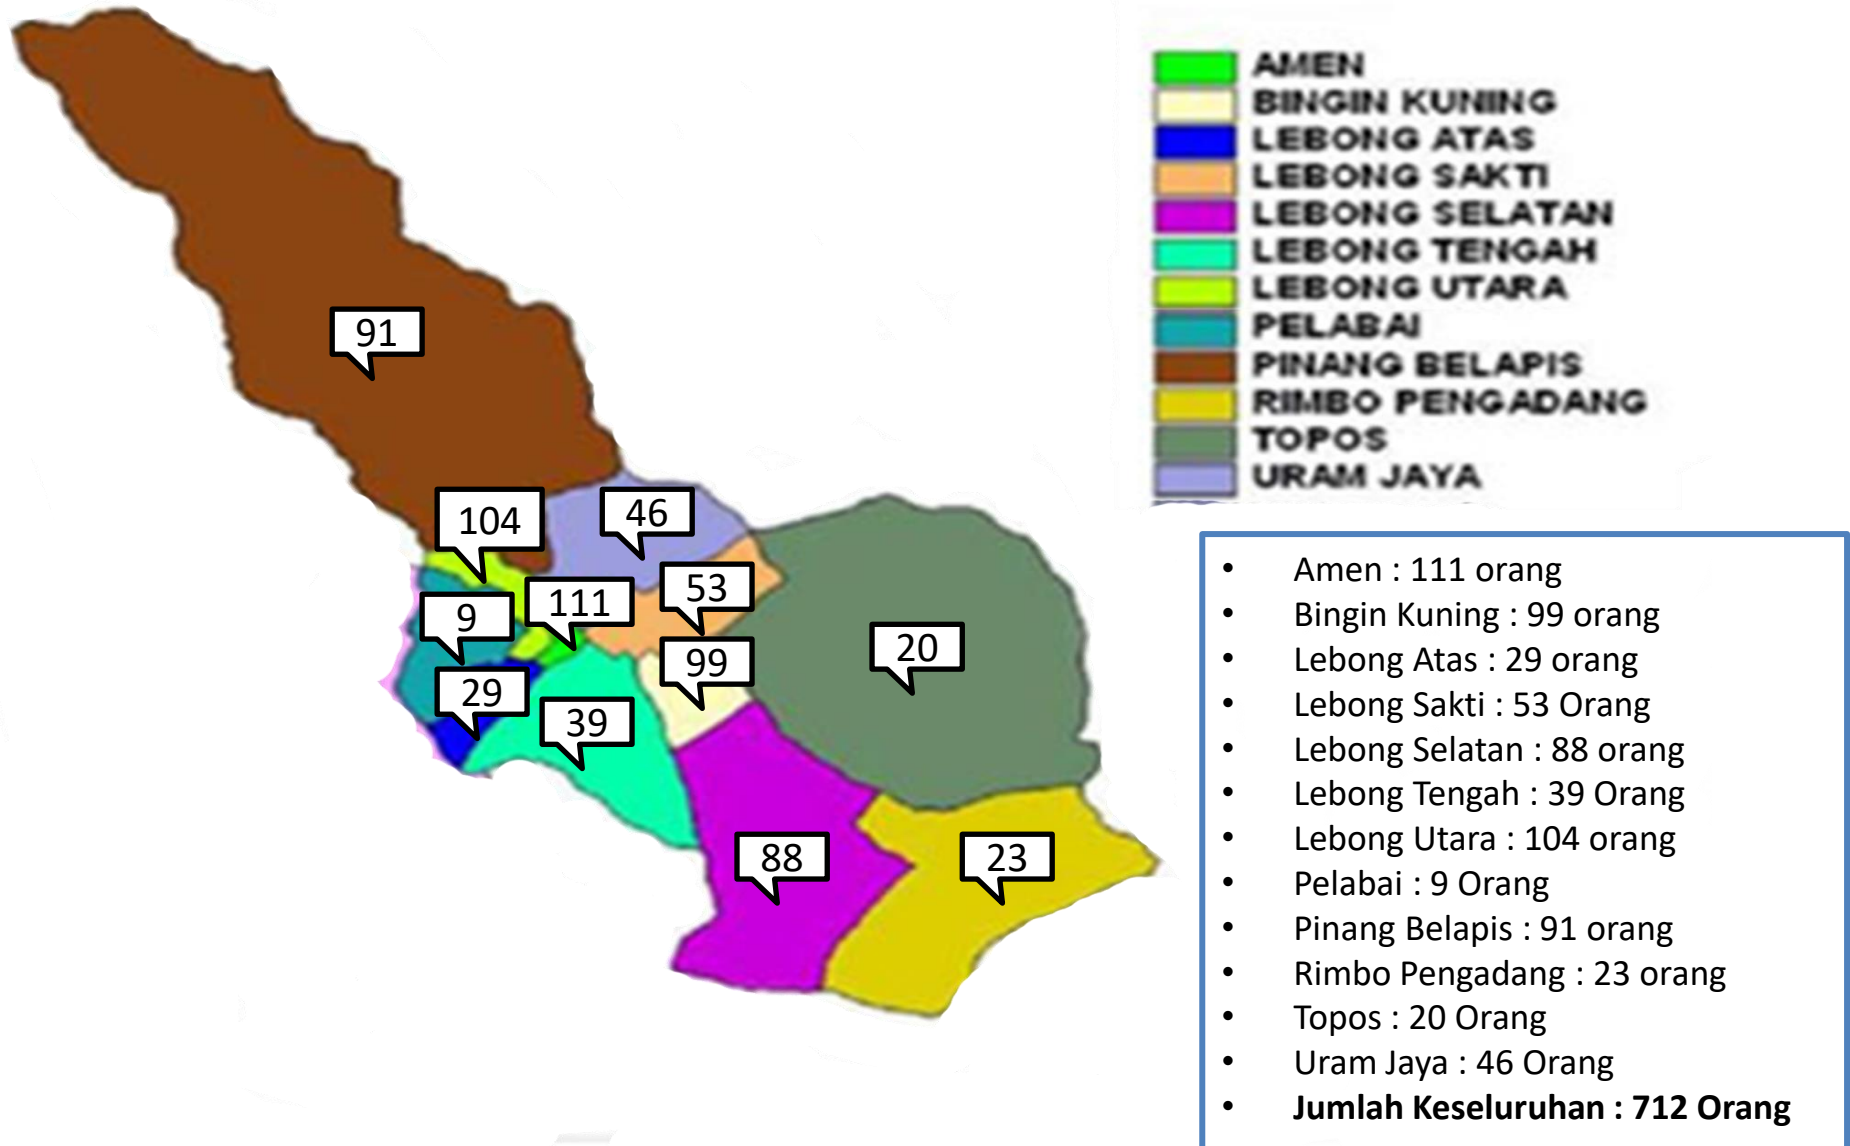 AMEN
BINGIN KUNING
LEBONG ATAS
LEBONG SAKTI
LEBONG SELATAN
LEBONG TENGAH
LEBONG UTARA
PELABAI
PINANG BELAPIS
RIMBO PENGADANG
TOPOS
URAM JAYA
91
104
46
53
111
9
99
20
29
39
88
23
• Amen : 111 orang
• Bingin Kuning : 99 orang
• Lebong Atas : 29 orang
• Lebong Sakti : 53 Orang
• Lebong Selatan : 88 orang
• Lebong Tengah : 39 Orang
• Lebong Utara : 104 orang
• Pelabai : 9 Orang
• Pinang Belapis : 91 orang
• Rimbo Pengadang : 23 orang
• Topos : 20 Orang
• Uram Jaya : 46 Orang
• Jumlah Keseluruhan : 712 Orang